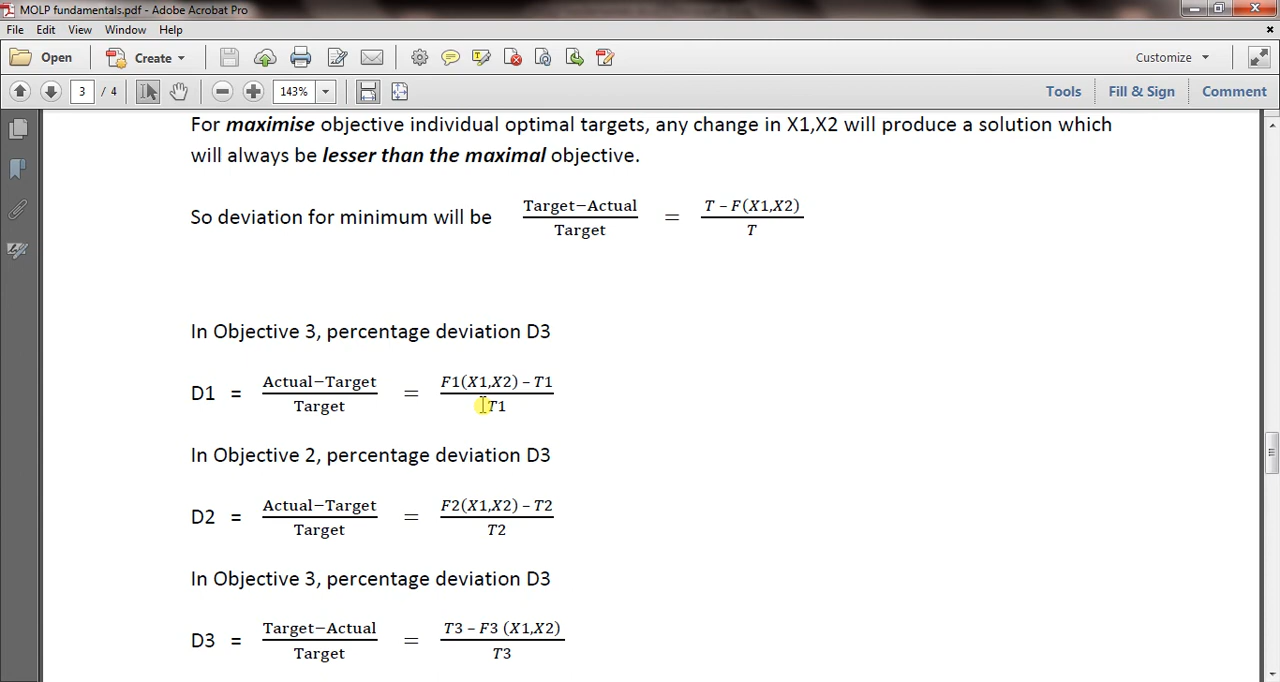 MOLP fundamentals.pdf - Adobe Acrobat Pro
File Edit View Window Help
Open Create Customize
3 / 4 143% Tools Fill & Sign Comment
For maximise objective individual optimal targets, any change in X1,X2 will produce a solution which
will always be lesser than the maximal objective.
So deviation for minimum will be Target−Actual / Target = T – F(X1,X2) / T
In Objective 3, percentage deviation D3
D1 = Actual−Target / Target = F1(X1,X2) – T1 / T1
In Objective 2, percentage deviation D3
D2 = Actual−Target / Target = F2(X1,X2) – T2 / T2
In Objective 3, percentage deviation D3
D3 = Target−Actual / Target = T3 – F3 (X1,X2) / T3